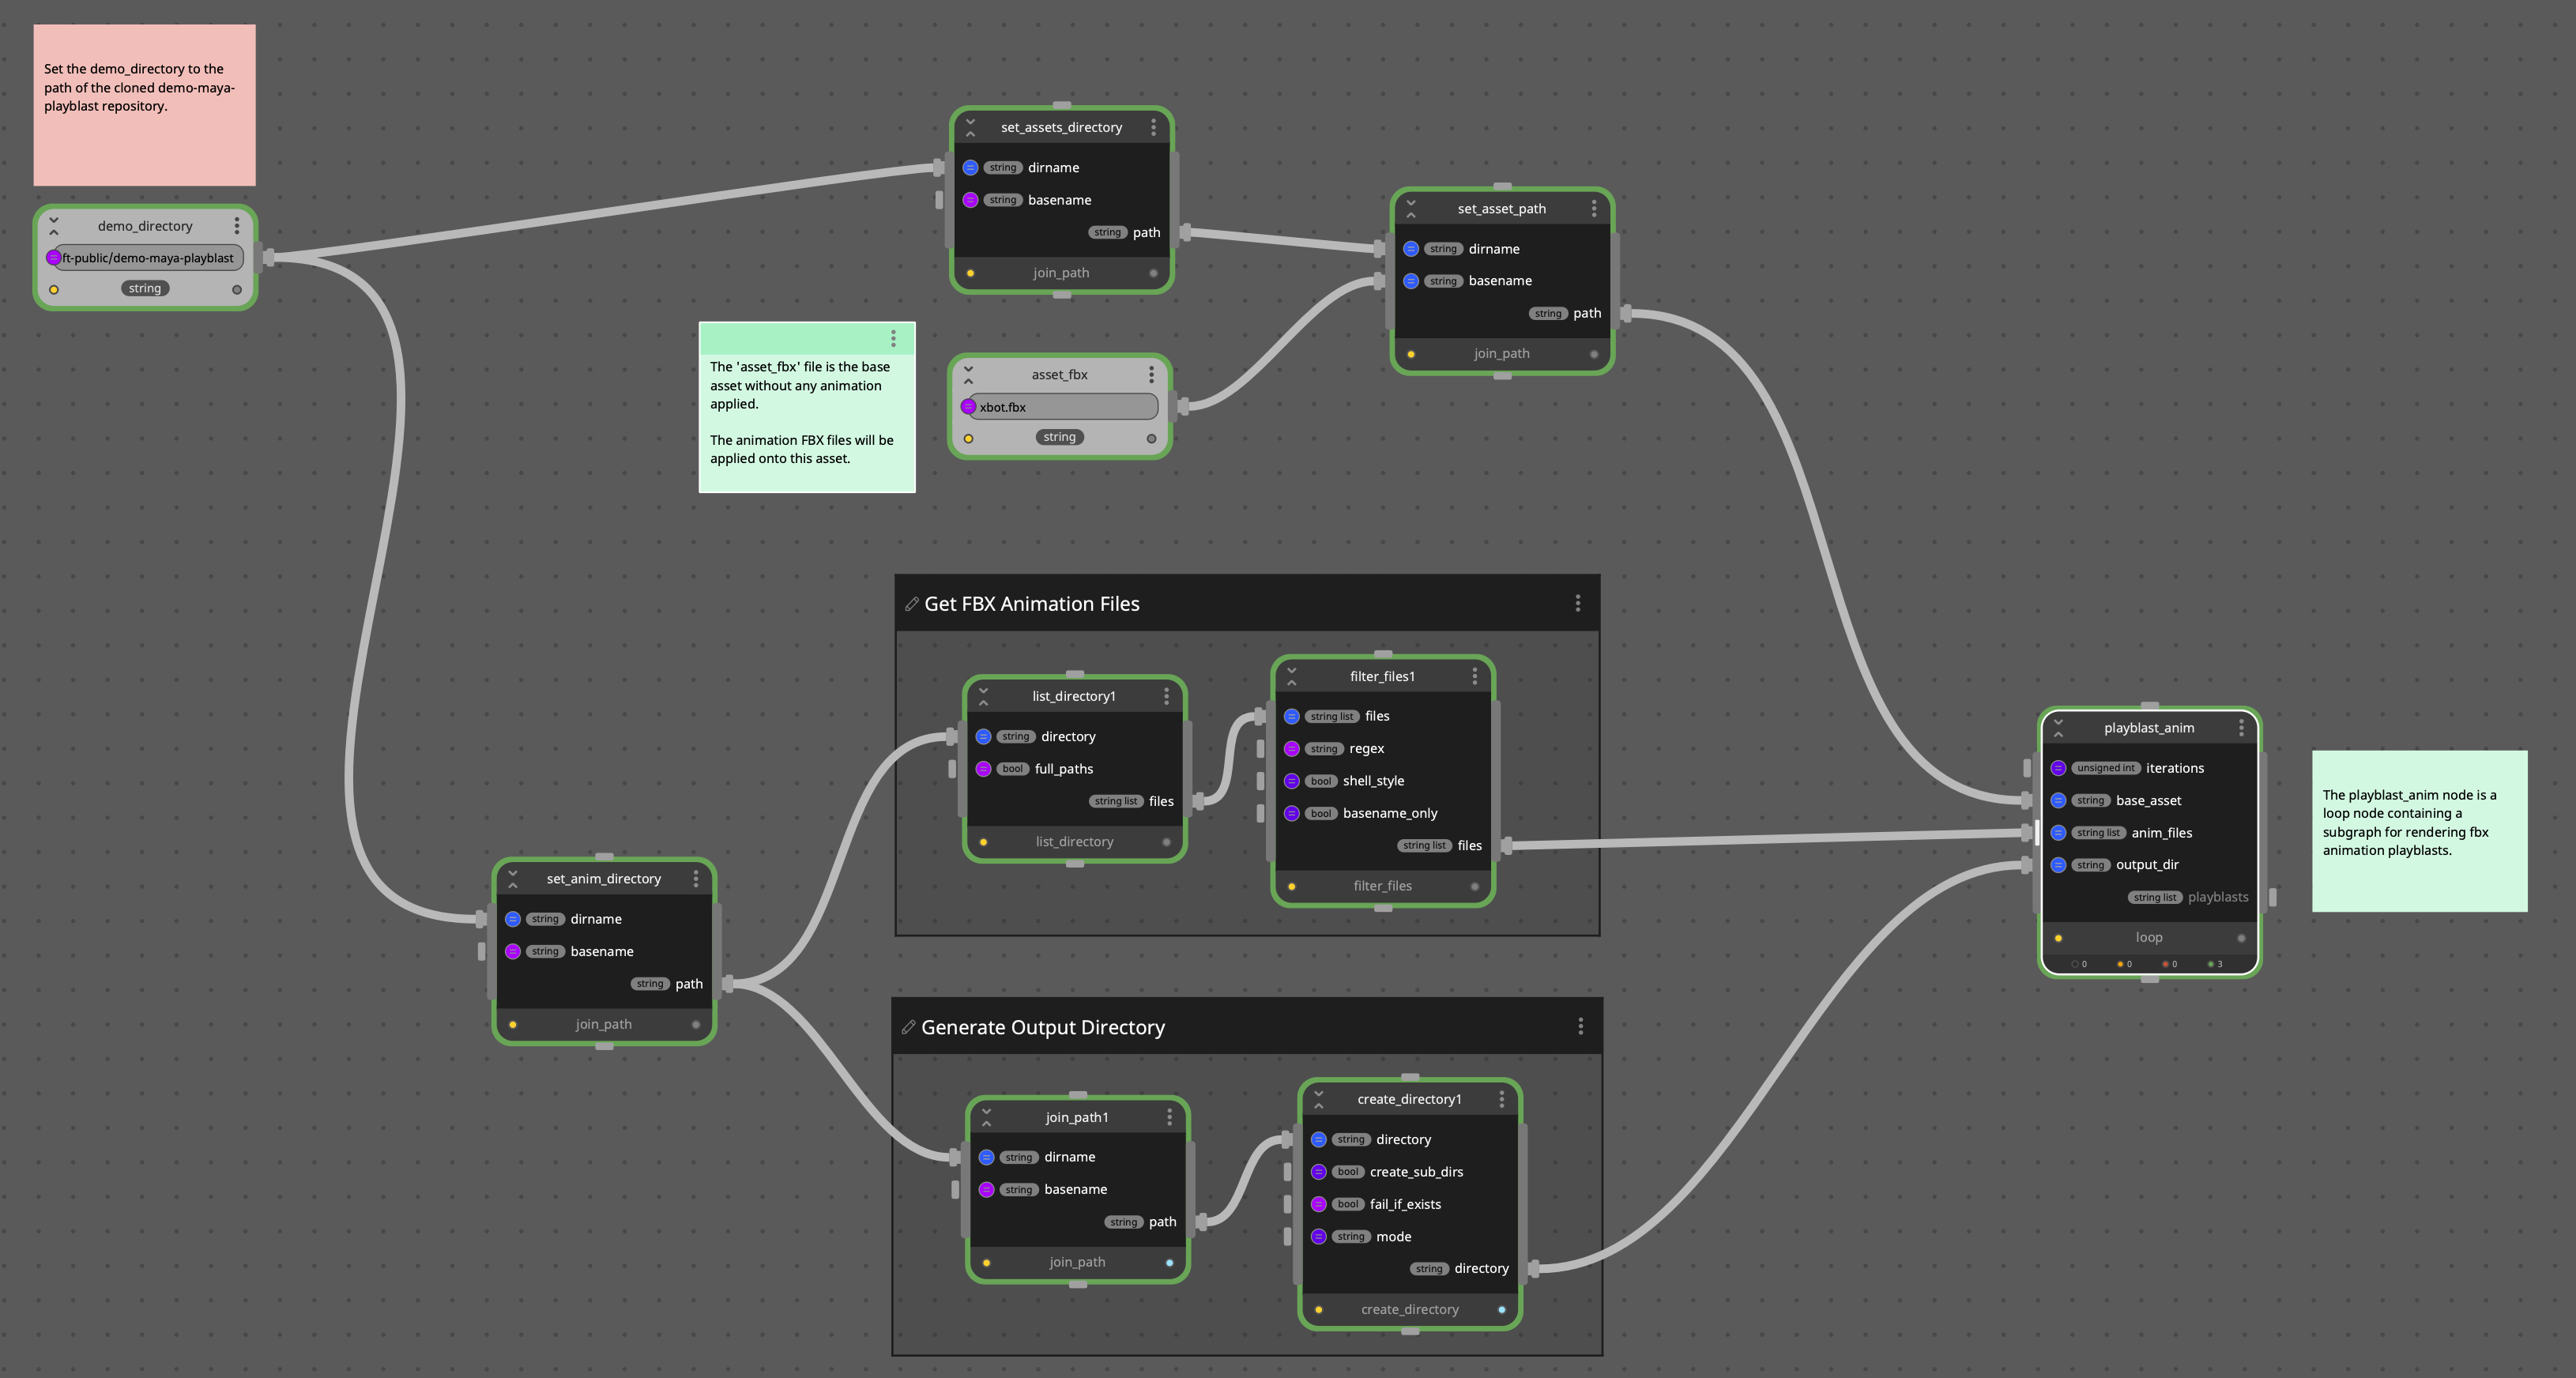 Set the demo_directory to the
path of the cloned demo-maya-
playblast repository.
demo_directory
ft-public/demo-maya-playblast
string
set_assets_directory
string dirname
string basename
string path
join_path
set_asset_path
string dirname
string basename
string path
join_path
The 'asset_fbx' file is the base
asset without any animation
applied.
The animation FBX files will be
applied onto this asset.
asset_fbx
xbot.fbx
string
Get FBX Animation Files
list_directory1
string directory
bool full_paths
string list files
list_directory
filter_files1
string list files
string regex
bool shell_style
bool basename_only
string list files
filter_files
set_anim_directory
string dirname
string basename
string path
join_path
Generate Output Directory
join_path1
string dirname
string basename
string path
join_path
create_directory1
string directory
bool create_sub_dirs
bool fail_if_exists
string mode
string directory
create_directory
playblast_anim
unsigned int iterations
string base_asset
string list anim_files
string output_dir
string list playblasts
loop
0 0 0 3
The playblast_anim node is a
loop node containing a
subgraph for rendering fbx
animation playblasts.